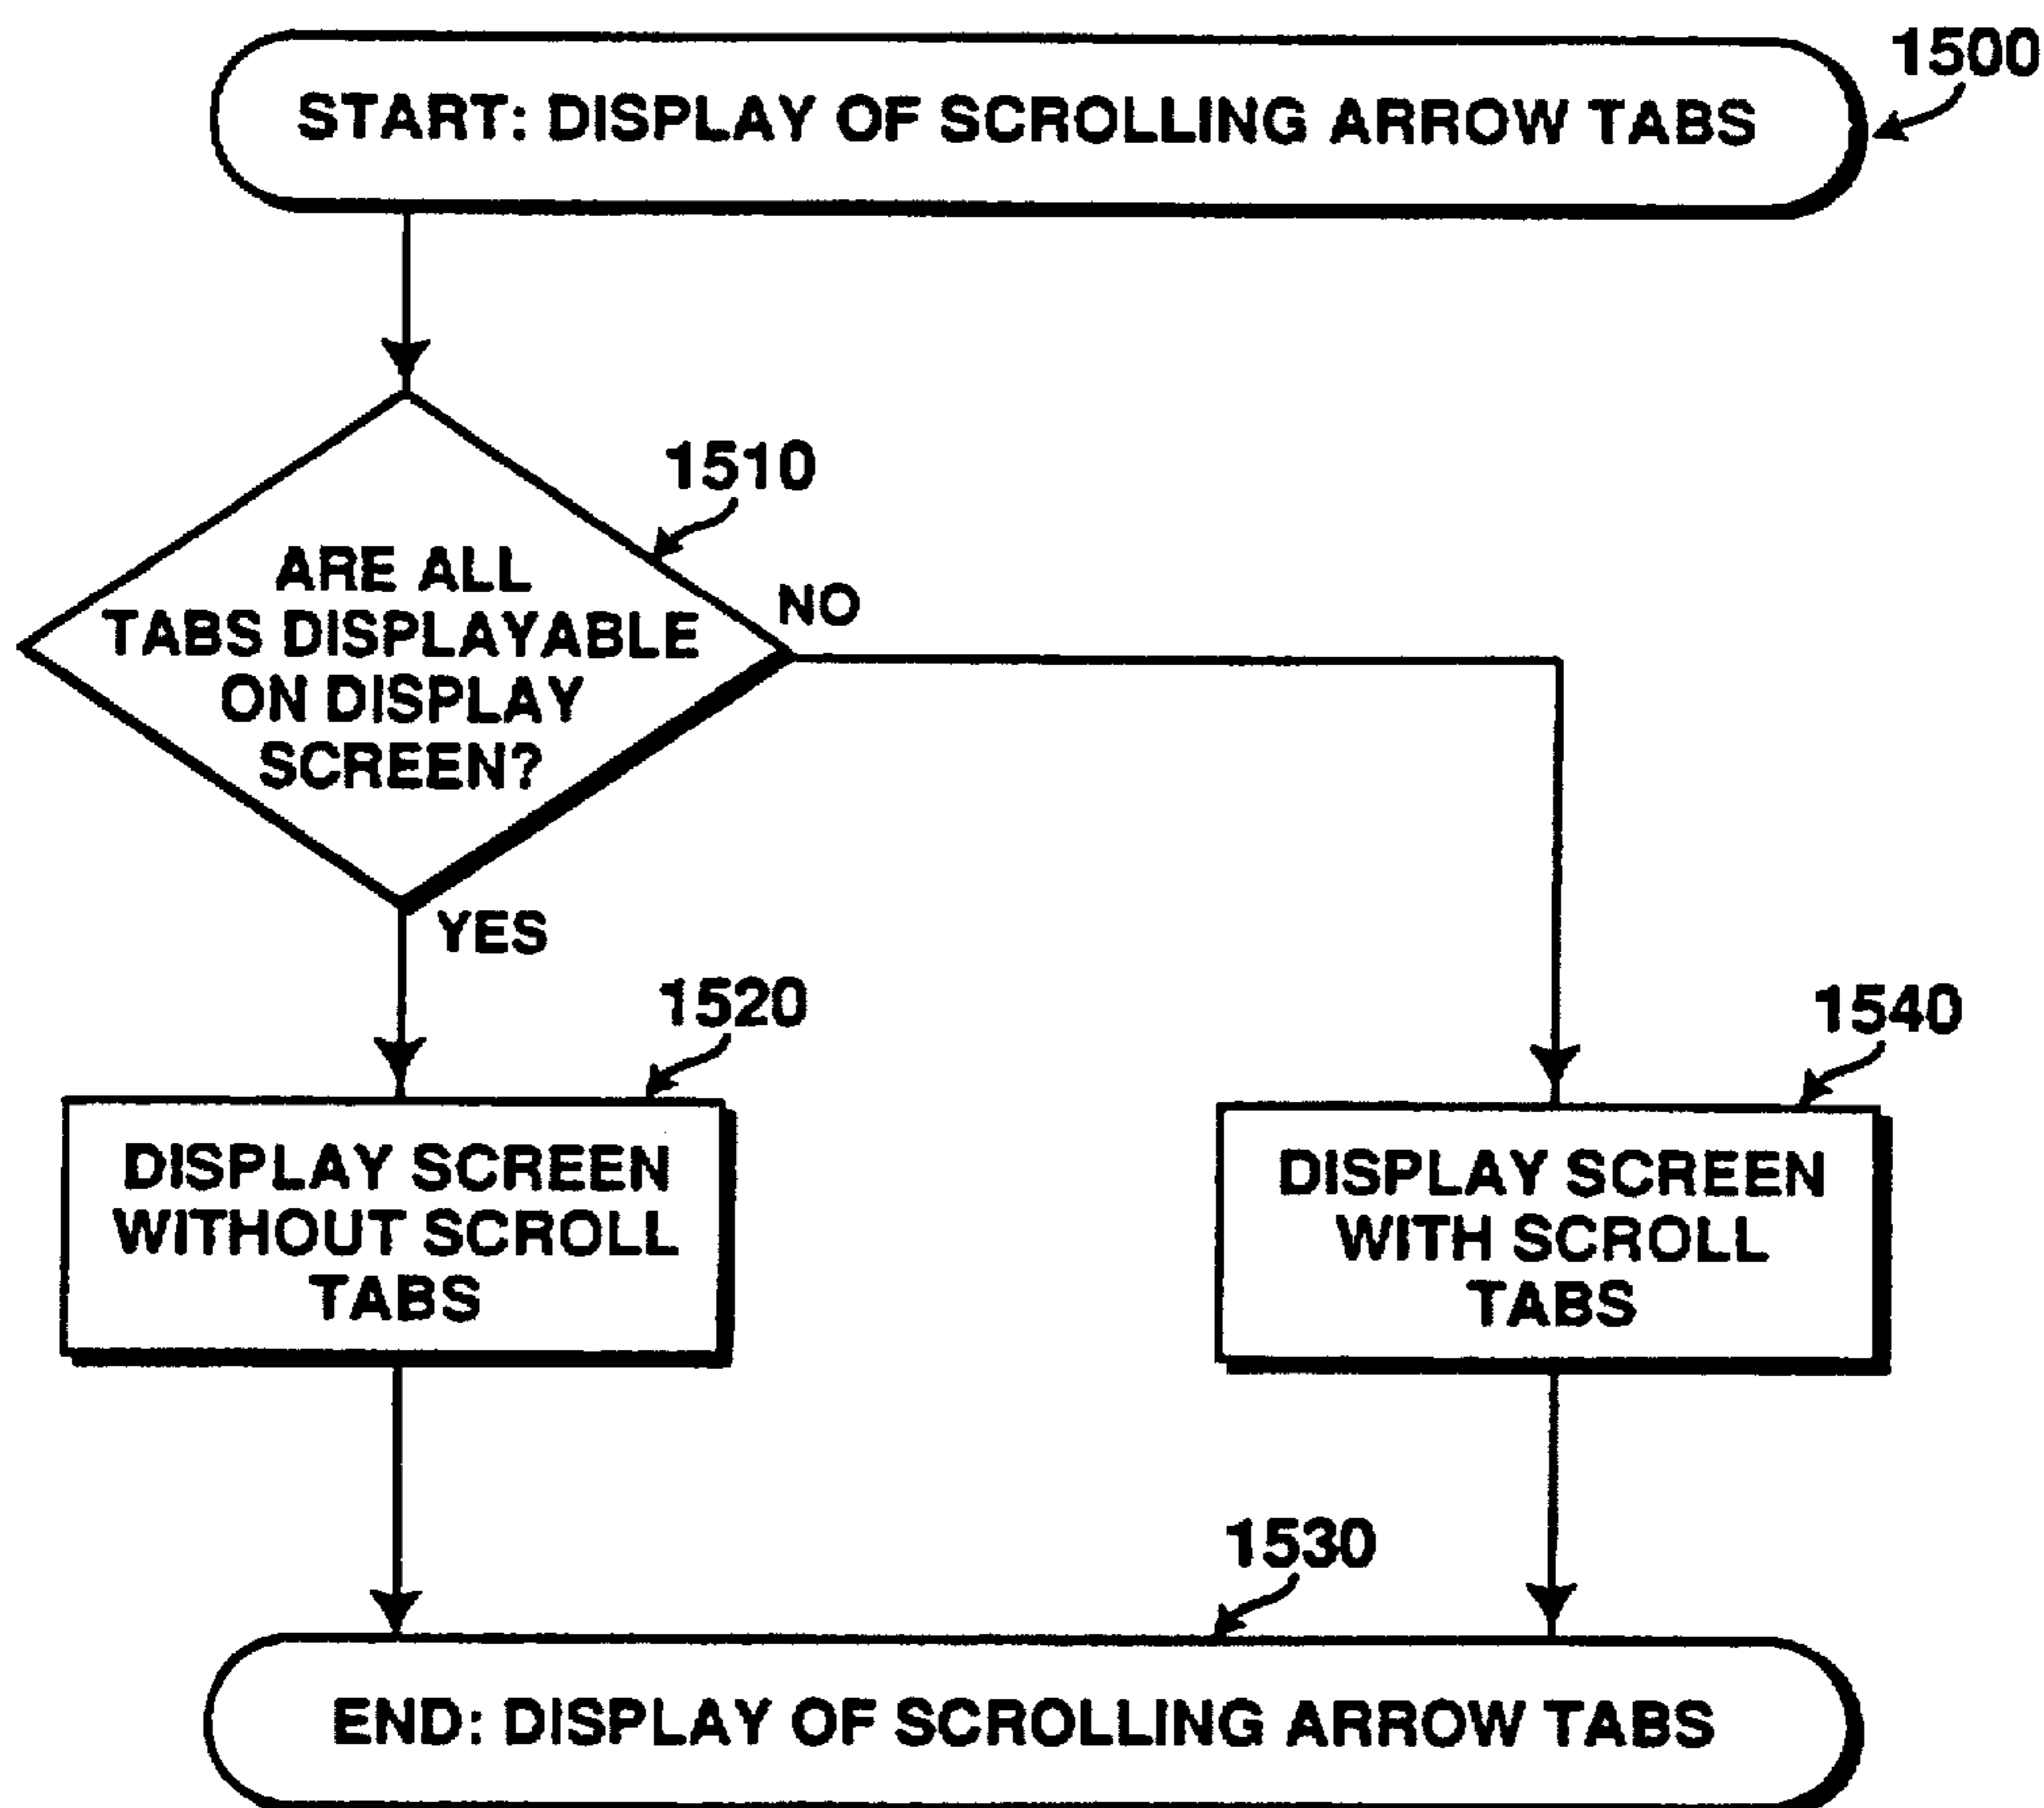 1500
START: DISPLAY OF SCROLLING ARROW TABS
1510
ARE ALL
TABS DISPLAYABLE
ON DISPLAY
SCREEN?
NO
YES
1520
DISPLAY SCREEN
WITHOUT SCROLL
TABS
1540
DISPLAY SCREEN
WITH SCROLL
TABS
1530
END: DISPLAY OF SCROLLING ARROW TABS